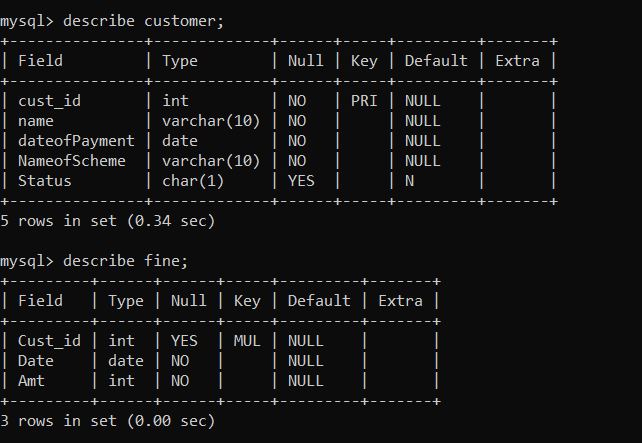 mysql> describe customer;
+--------------+-------------+------+-----+---------+-------+
| Field        | Type        | Null | Key | Default | Extra |
+--------------+-------------+------+-----+---------+-------+
| cust_id      | int         | NO   | PRI | NULL    |       |
| name         | varchar(10) | NO   |     | NULL    |       |
| dateofPayment | date        | NO   |     | NULL    |       |
| NameofScheme | varchar(10) | NO   |     | NULL    |       |
| Status       | char(1)     | YES  |     | N       |       |
+--------------+-------------+------+-----+---------+-------+
5 rows in set (0.34 sec)
mysql> describe fine;
+---------+------+------+-----+---------+-------+
| Field   | Type | Null | Key | Default | Extra |
+---------+------+------+-----+---------+-------+
| Cust_id | int  | YES  | MUL | NULL    |       |
| Date    | date | NO   |     | NULL    |       |
| Amt     | int  | NO   |     | NULL    |       |
+---------+------+------+-----+---------+-------+
3 rows in set (0.00 sec)